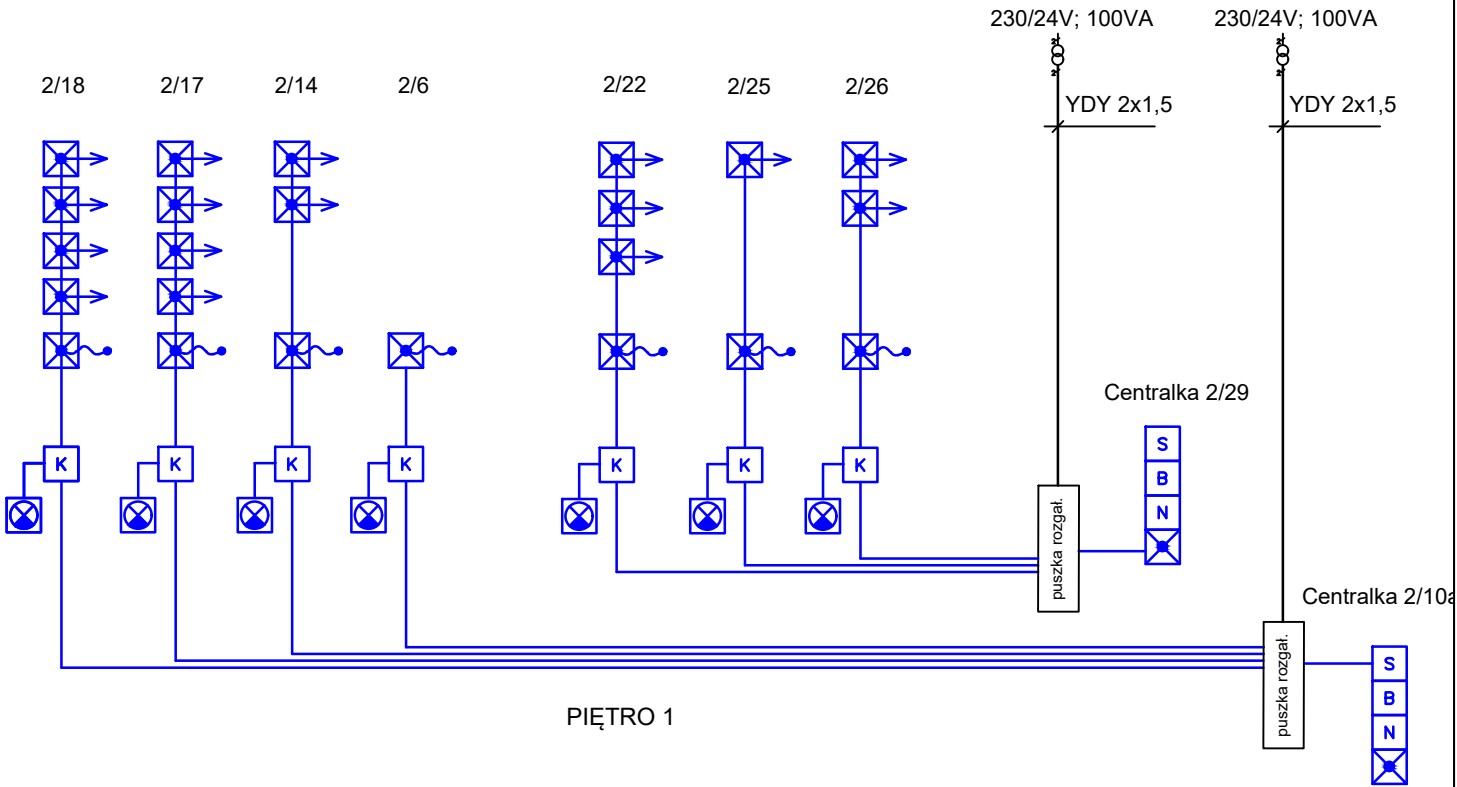 230/24V; 100VA
230/24V; 100VA
2/18
2/17
2/14
2/6
2/22
2/25
2/26
YDY 2x1,5
YDY 2x1,5
Centralka 2/29
S
B
N
K
K
K
K
K
K
K
puszka rozgał.
Centralka 2/10a
puszka rozgał.
S
B
N
PIĘTRO 1